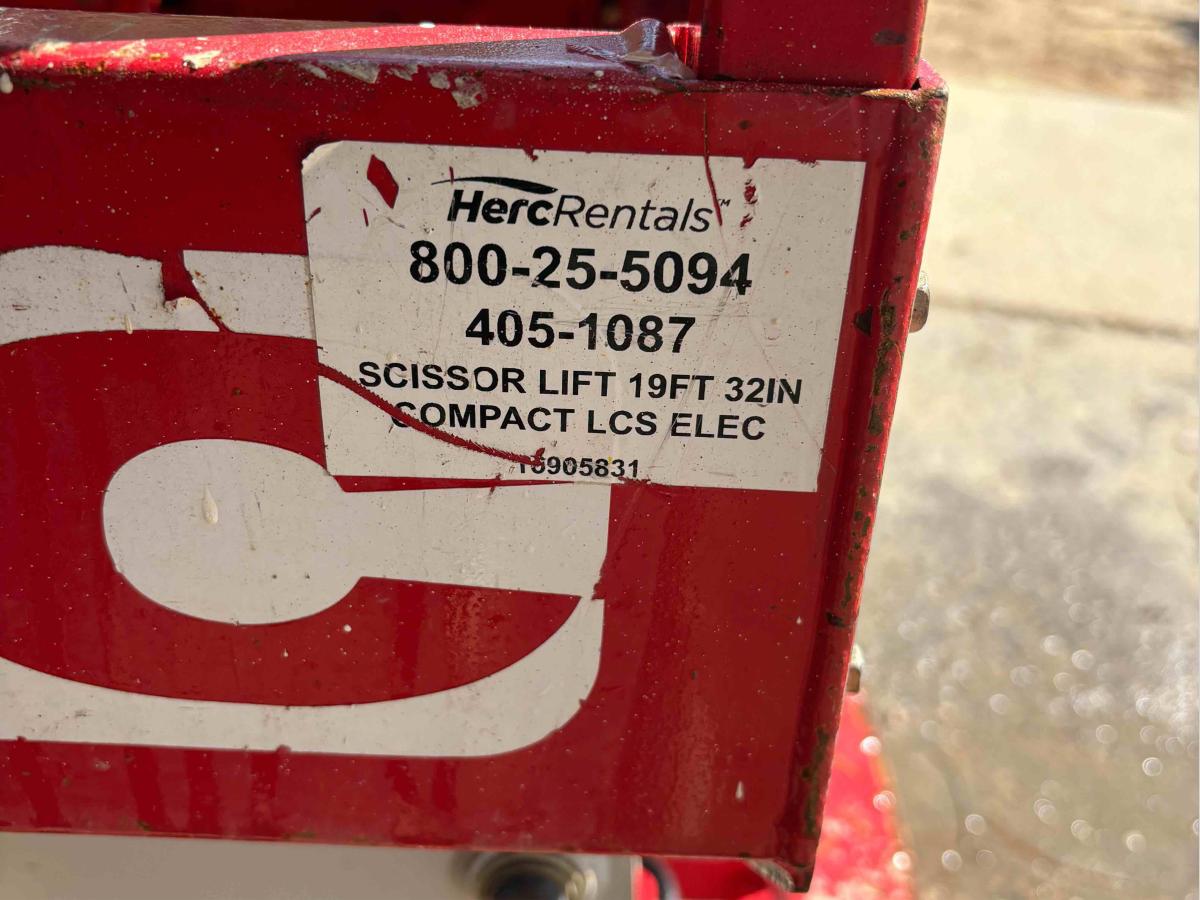 HercRentals™
800-25-5094
405-1087
SCISSOR LIFT 19FT 32IN
COMPACT LCS ELEC